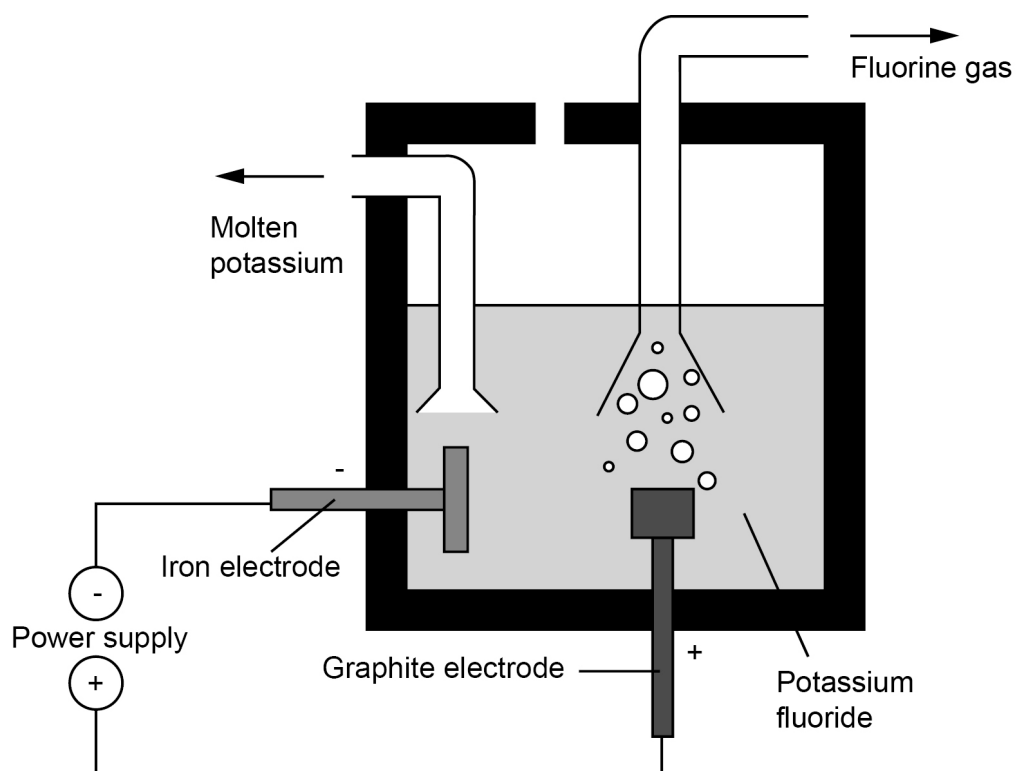 Fluorine gas
Molten
potassium
-
Iron electrode
-
Power supply
+
Graphite electrode
+
Potassium
fluoride